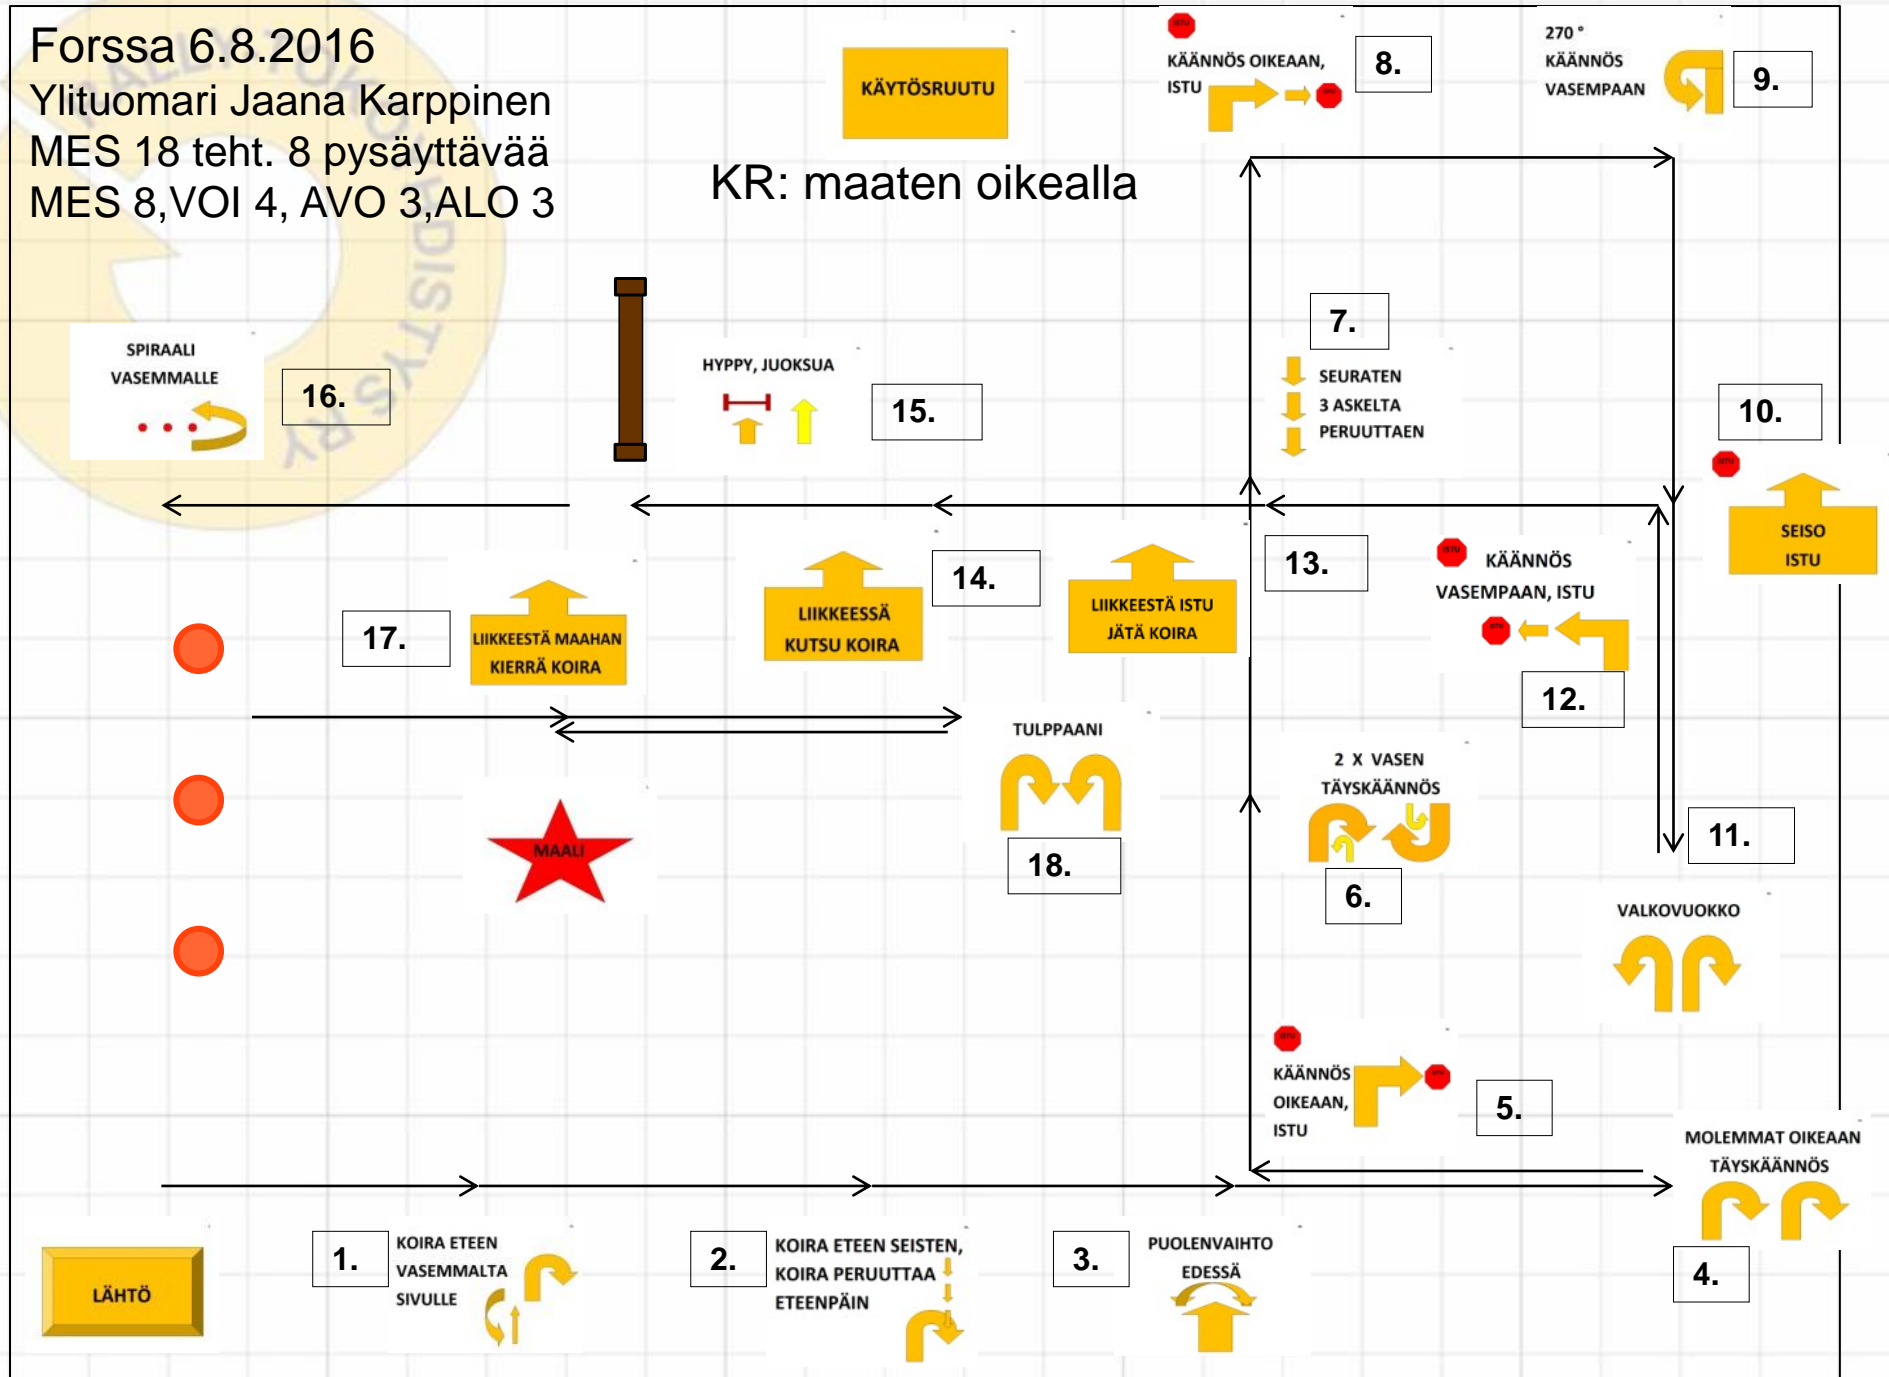 Forssa 6.8.2016
Ylituomari Jaana Karppinen
MES 18 teht. 8 pysäyttävää
MES 8,VOI 4, AVO 3,ALO 3
KÄYTÖSRUUTU
KR: maaten oikealla
ISTU
KÄÄNNÖS OIKEAAN,
ISTU
8.
270 °
KÄÄNNÖS
VASEMPAAN
9.
SPIRAALI
VASEMMALLE
16.
HYPPY, JUOKSUA
15.
7.
SEURATEN
3 ASKELTA
PERUUTTAEN
10.
ISTU
SEISO
ISTU
17.
LIIKKEESTÄ MAAHAN
KIERRÄ KOIRA
LIIKKEESSÄ
KUTSU KOIRA
14.
LIIKKEESTÄ ISTU
JÄTÄ KOIRA
13.
ISTU
KÄÄNNÖS
VASEMPAAN, ISTU
ISTU
12.
MAALI
TULPPAANI
18.
2 X VASEN
TÄYSKÄÄNNÖS
6.
11.
VALKOVUOKKO
ISTU
KÄÄNNÖS
OIKEAAN,
ISTU
5.
MOLEMMAT OIKEAAN
TÄYSKÄÄNNÖS
4.
LÄHTÖ
1.
KOIRA ETEEN
VASEMMALTA
SIVULLE
2.
KOIRA ETEEN SEISTEN,
KOIRA PERUUTTAA
ETEENPÄIN
3.
PUOLENVAIHTO
EDESSÄ